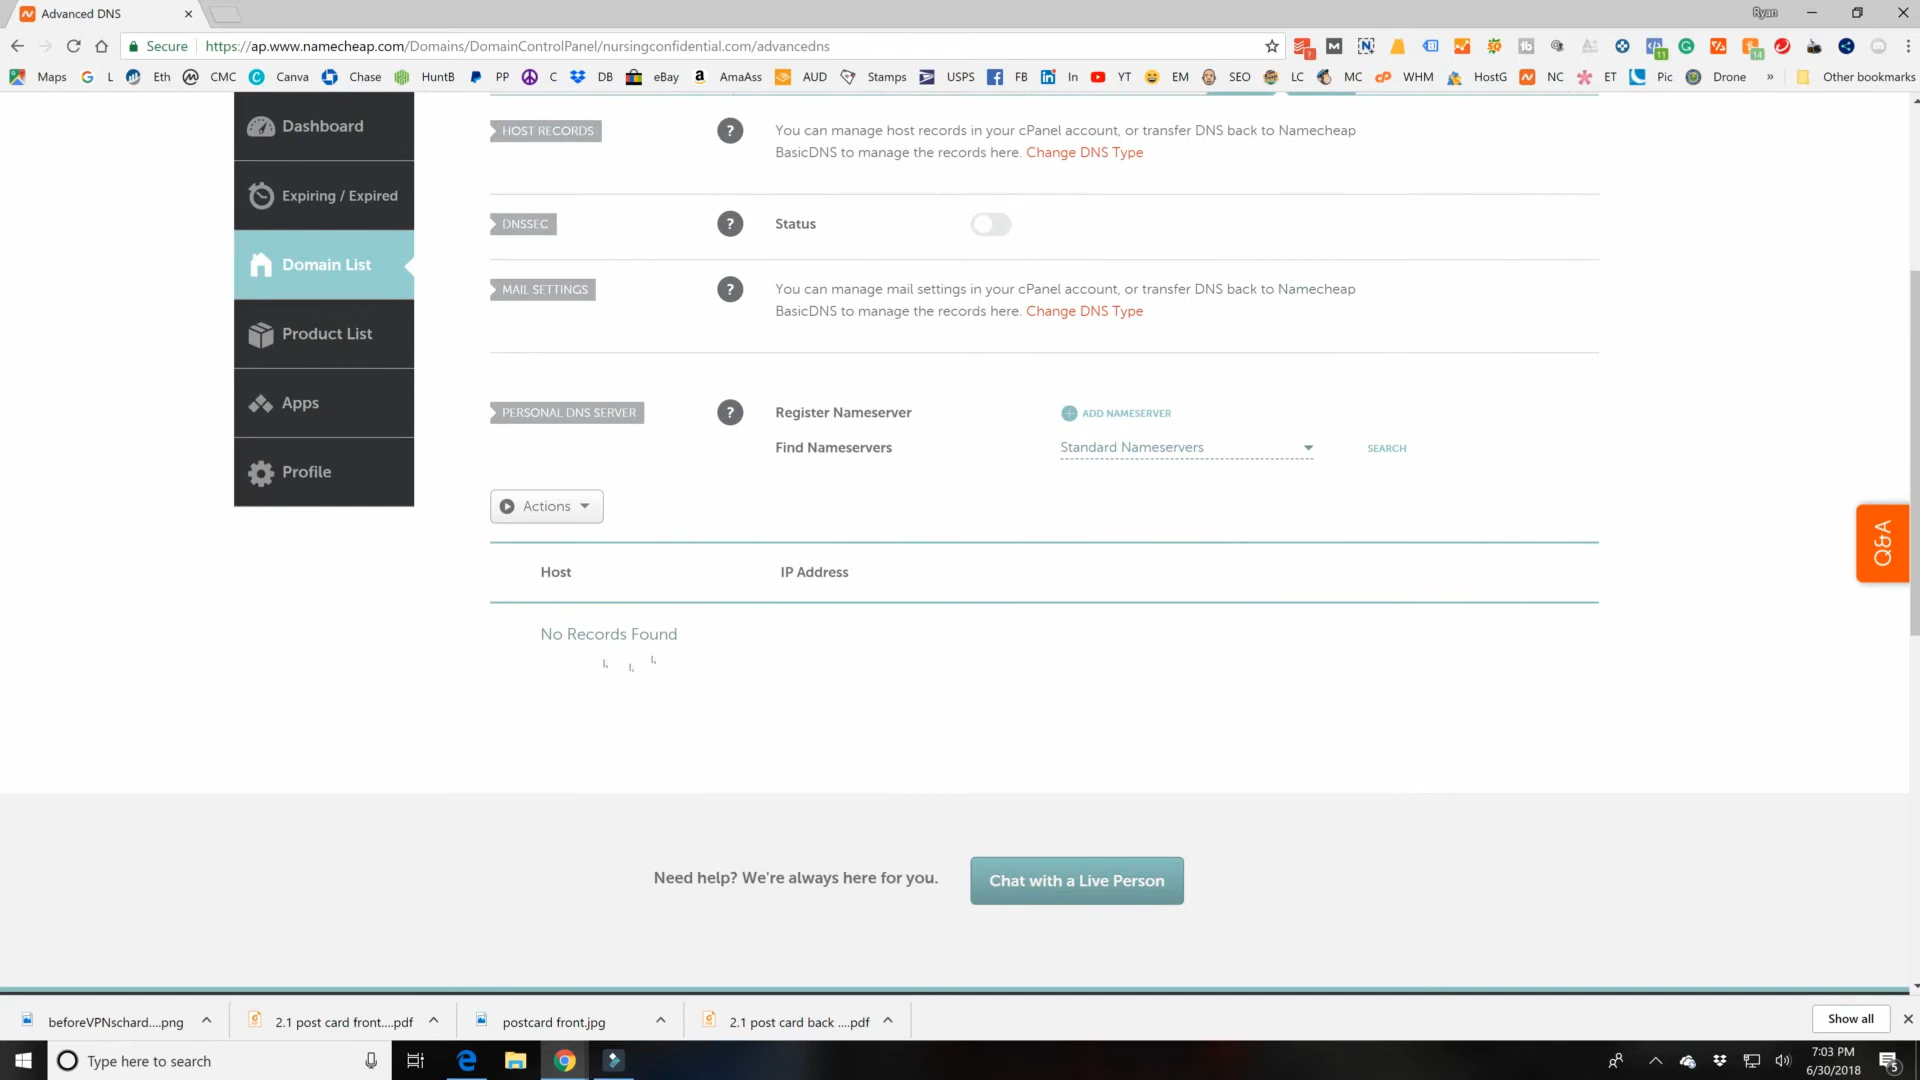 Advanced DNS
Ryan
Secure https://ap.www.namecheap.com/Domains/DomainControlPanel/nursingconfidential.com/advancedns
Maps L Eth CMC Canva Chase HuntB PP C DB eBay AmaAss AUD Stamps USPS FB In YT EM SEO LC MC WHM HostG NC ET Pic Drone » Other bookmarks
Dashboard
Expiring / Expired
Domain List
Product List
Apps
Profile
HOST RECORDS
?
You can manage host records in your cPanel account, or transfer DNS back to Namecheap
BasicDNS to manage the records here. Change DNS Type
DNSSEC
?
Status
MAIL SETTINGS
?
You can manage mail settings in your cPanel account, or transfer DNS back to Namecheap
BasicDNS to manage the records here. Change DNS Type
PERSONAL DNS SERVER
?
Register Nameserver
ADD NAMESERVER
Find Nameservers
Standard Nameservers
SEARCH
Actions
Host IP Address
No Records Found
Q&A
Need help? We're always here for you.
Chat with a Live Person
beforeVPNschard....png
2.1 post card front....pdf
postcard front.jpg
2.1 post card back ....pdf
Show all
Type here to search
7:03 PM
6/30/2018
5